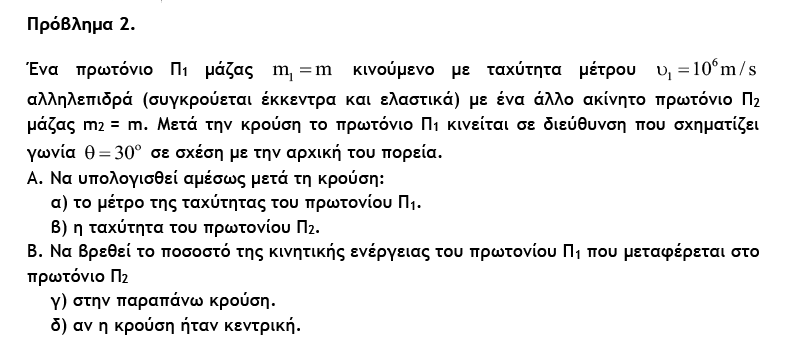 Πρόβλημα 2.
Ένα πρωτόνιο Π₁ μάζας m₁ = m κινούμενο με ταχύτητα μέτρου υ₁ = 10⁶ m / s
αλληλεπιδρά (συγκρούεται έκκεντρα και ελαστικά) με ένα άλλο ακίνητο πρωτόνιο Π₂
μάζας m₂ = m. Μετά την κρούση το πρωτόνιο Π₁ κινείται σε διεύθυνση που σχηματίζει
γωνία θ = 30° σε σχέση με την αρχική του πορεία.
Α. Να υπολογισθεί αμέσως μετά τη κρούση:
α) το μέτρο της ταχύτητας του πρωτονίου Π₁.
β) η ταχύτητα του πρωτονίου Π₂.
Β. Να βρεθεί το ποσοστό της κινητικής ενέργειας του πρωτονίου Π₁ που μεταφέρεται στο
πρωτόνιο Π₂
γ) στην παραπάνω κρούση.
δ) αν η κρούση ήταν κεντρική.